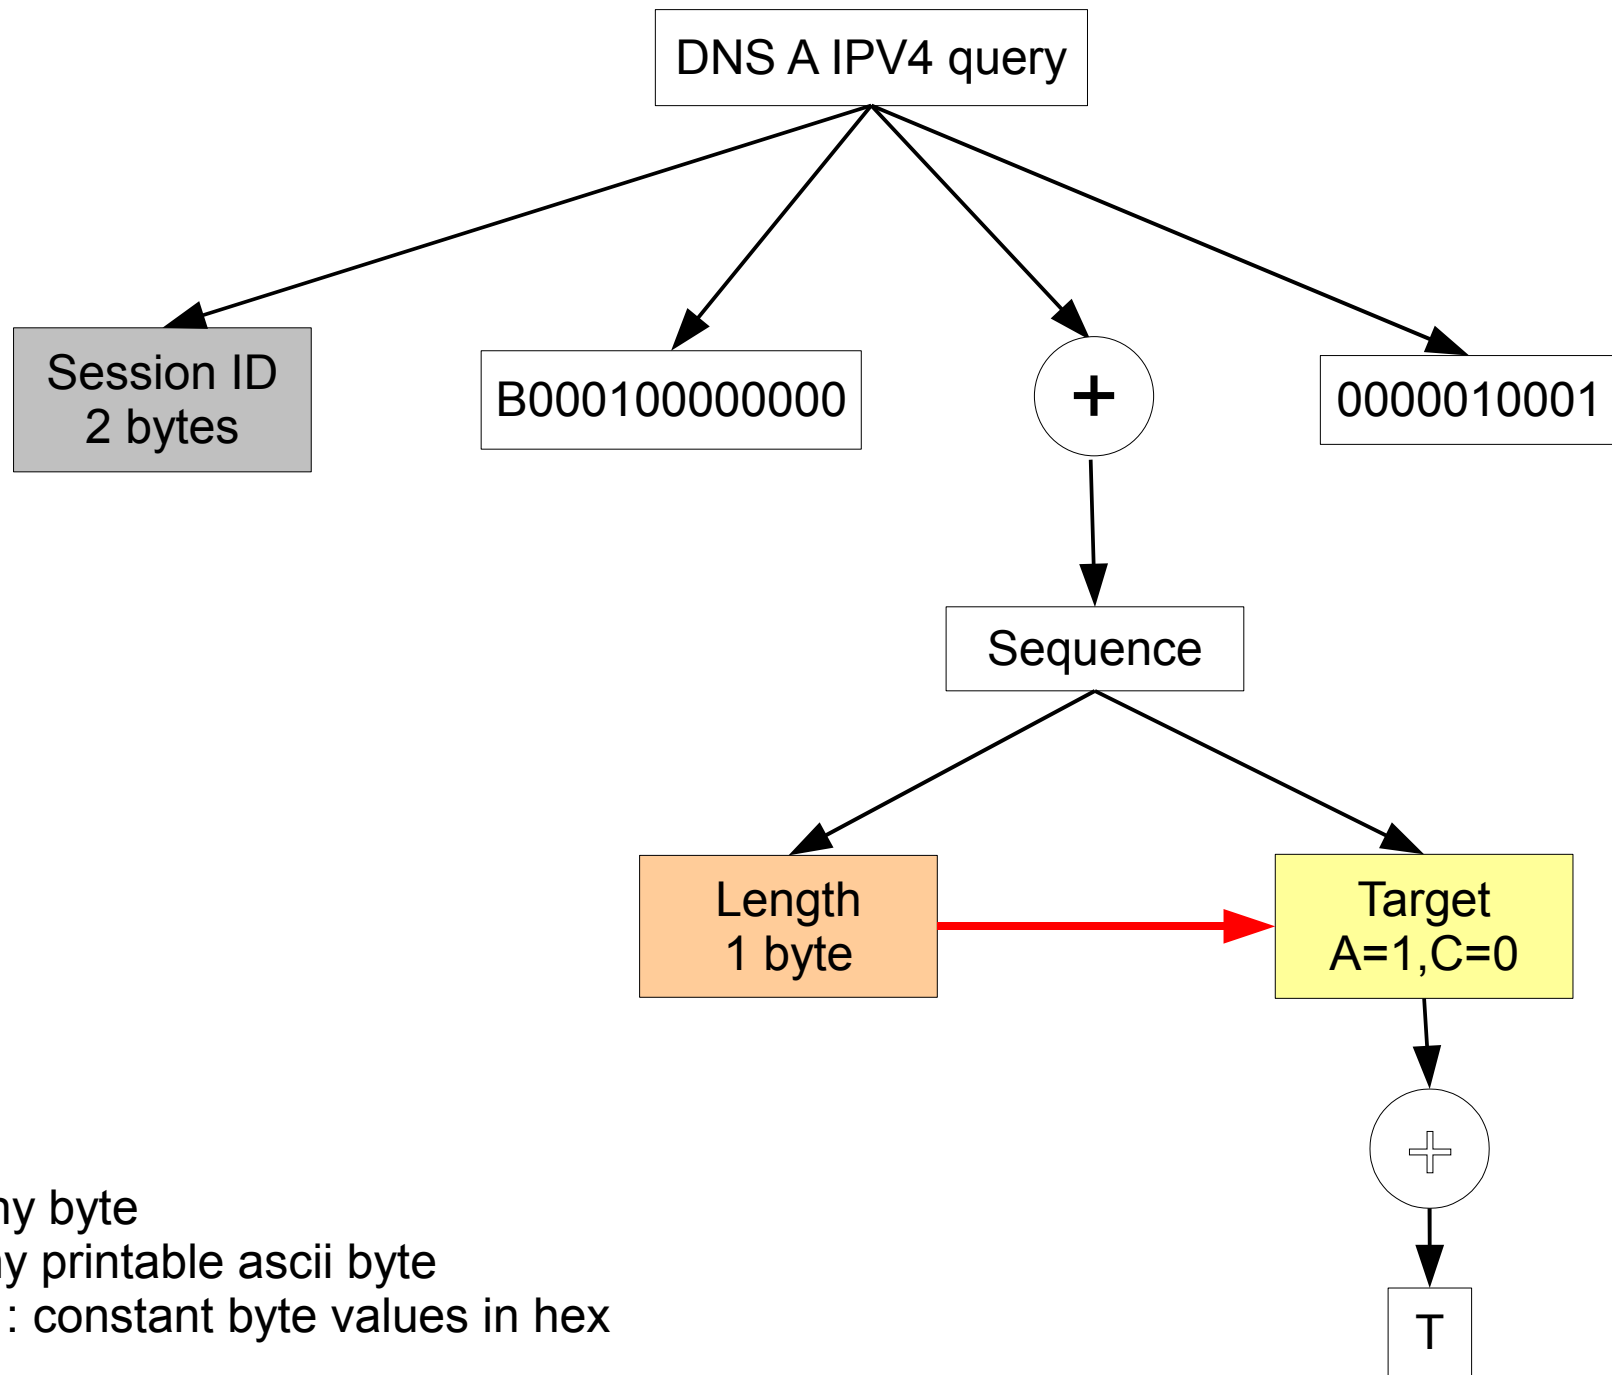 DNS A IPV4 query
Session ID
2 bytes
B000100000000
+
0000010001
Sequence
Length
1 byte
Target
A=1,C=0
+
T
ny byte
ny printable ascii byte
: constant byte values in hex